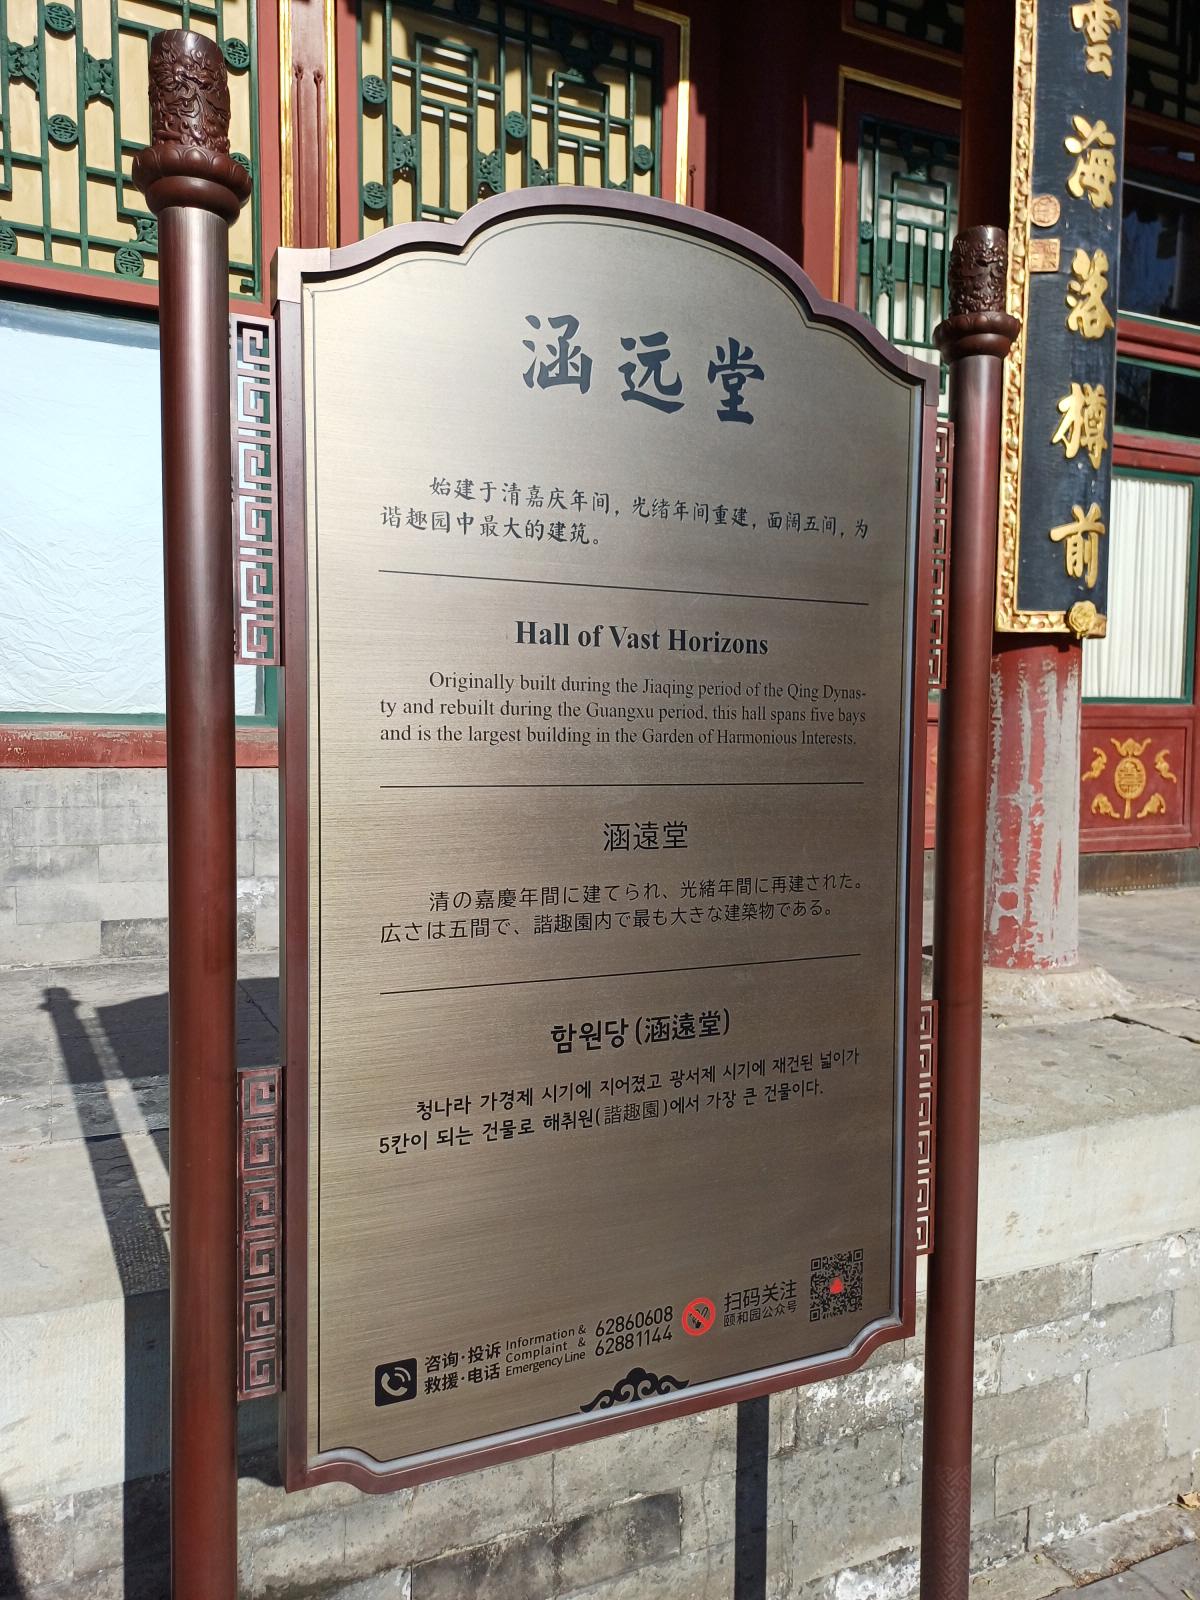 涵远堂
始建于清嘉庆年间，光绪年间重建，面阔五间，为
谐趣园中最大的建筑。
Hall of Vast Horizons
Originally built during the Jiaqing period of the Qing Dynas-
ty and rebuilt during the Guangxu period, this hall spans five bays
and is the largest building in the Garden of Harmonious Interests.
涵遠堂
清の嘉慶年間に建てられ、光緒年間に再建された。
広さは五間で、諧趣園内で最も大きな建築物である。
함원당(涵遠堂)
청나라 가경제 시기에 지어졌고 광서제 시기에 재건된 넓이가
5칸이 되는 건물로 해취원(諧趣園)에서 가장 큰 건물이다.
咨询·投诉 Information & Complaint & 62860608
救援·电话 Emergency Line 62881144
扫码关注
颐和园公众号
雲海落樽前